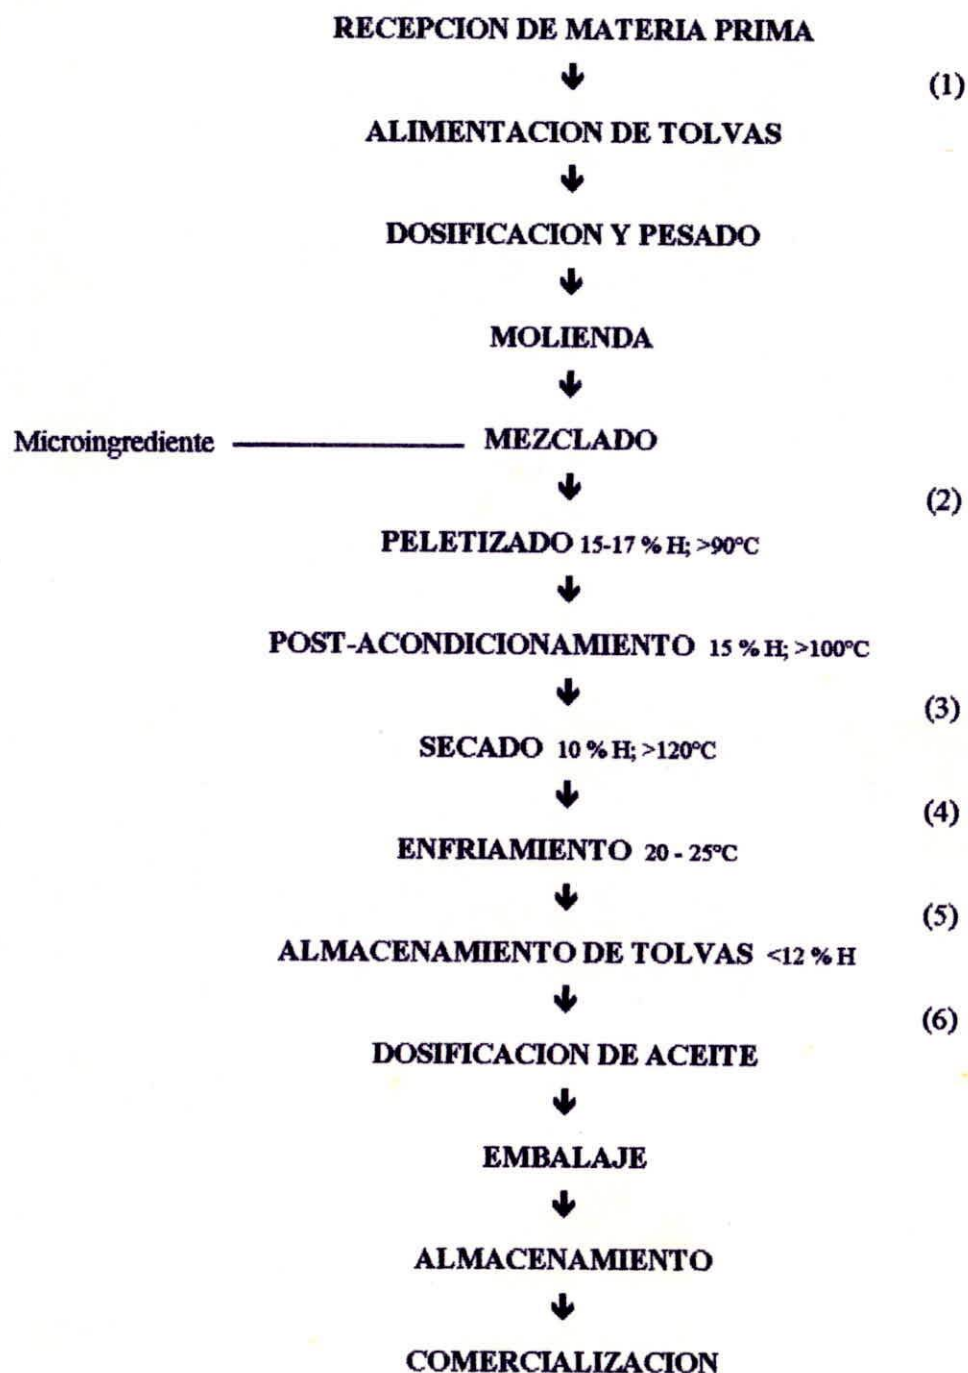 RECEPCION DE MATERIA PRIMA
(1)
ALIMENTACION DE TOLVAS
DOSIFICACION Y PESADO
MOLIENDA
Microingrediente MEZCLADO
(2)
PELETIZADO 15-17 % H; >90°C
POST-ACONDICIONAMIENTO 15 % H; >100°C
(3)
SECADO 10 % H; >120°C
(4)
ENFRIAMIENTO 20 - 25°C
(5)
ALMACENAMIENTO DE TOLVAS <12 % H
(6)
DOSIFICACION DE ACEITE
EMBALAJE
ALMACENAMIENTO
COMERCIALIZACION